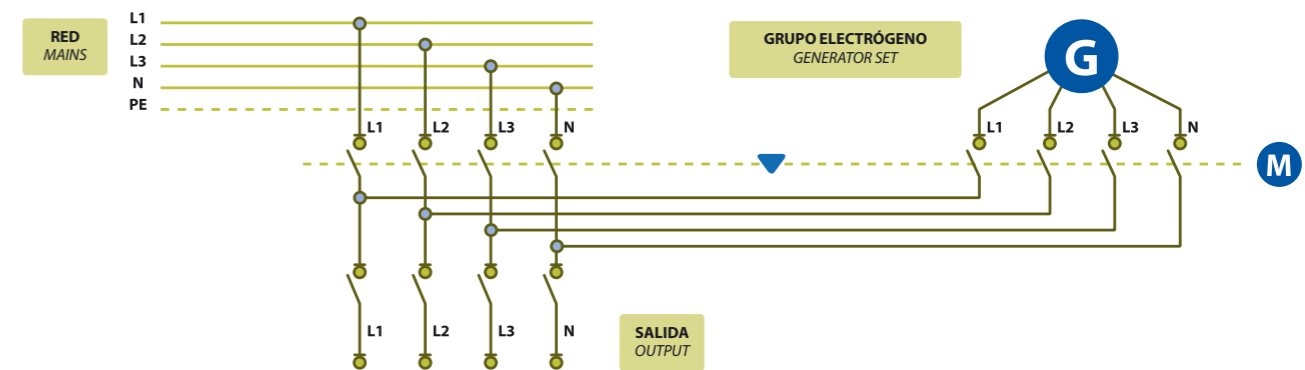 RED
MAINS
L1
L2
L3
N
PE
GRUPO ELECTRÓGENO
GENERATOR SET
G
L1 L2 L3 N
L1 L2 L3 N
M
L1 L2 L3 N
SALIDA
OUTPUT